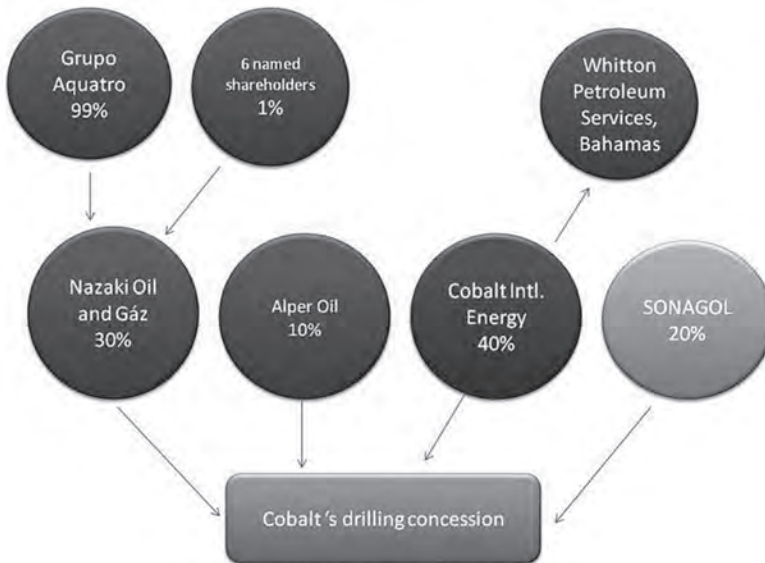 Grupo
Aquatro
99%
6 named
shareholders
1%
Whitton
Petroleum
Services,
Bahamas
Nazaki Oil
and Gáz
30%
Alper Oil
10%
Cobalt Intl.
Energy
40%
SONAGOL
20%
Cobalt´s drilling concession